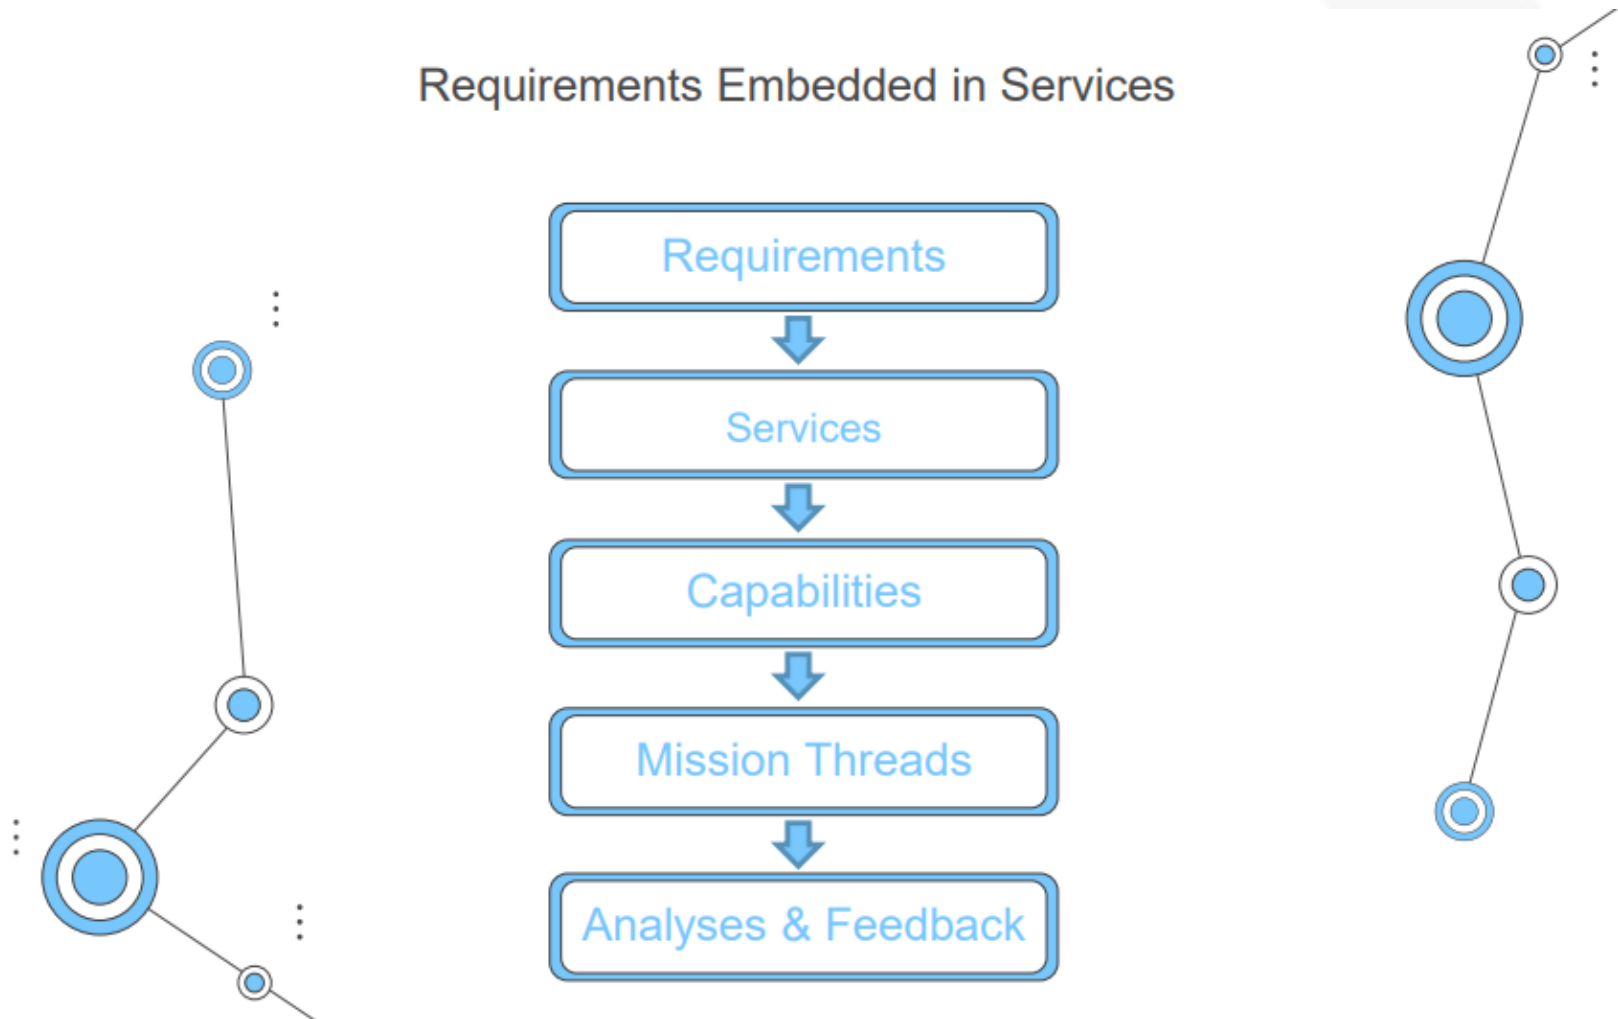 Requirements Embedded in Services
Requirements
Services
Capabilities
Mission Threads
Analyses & Feedback